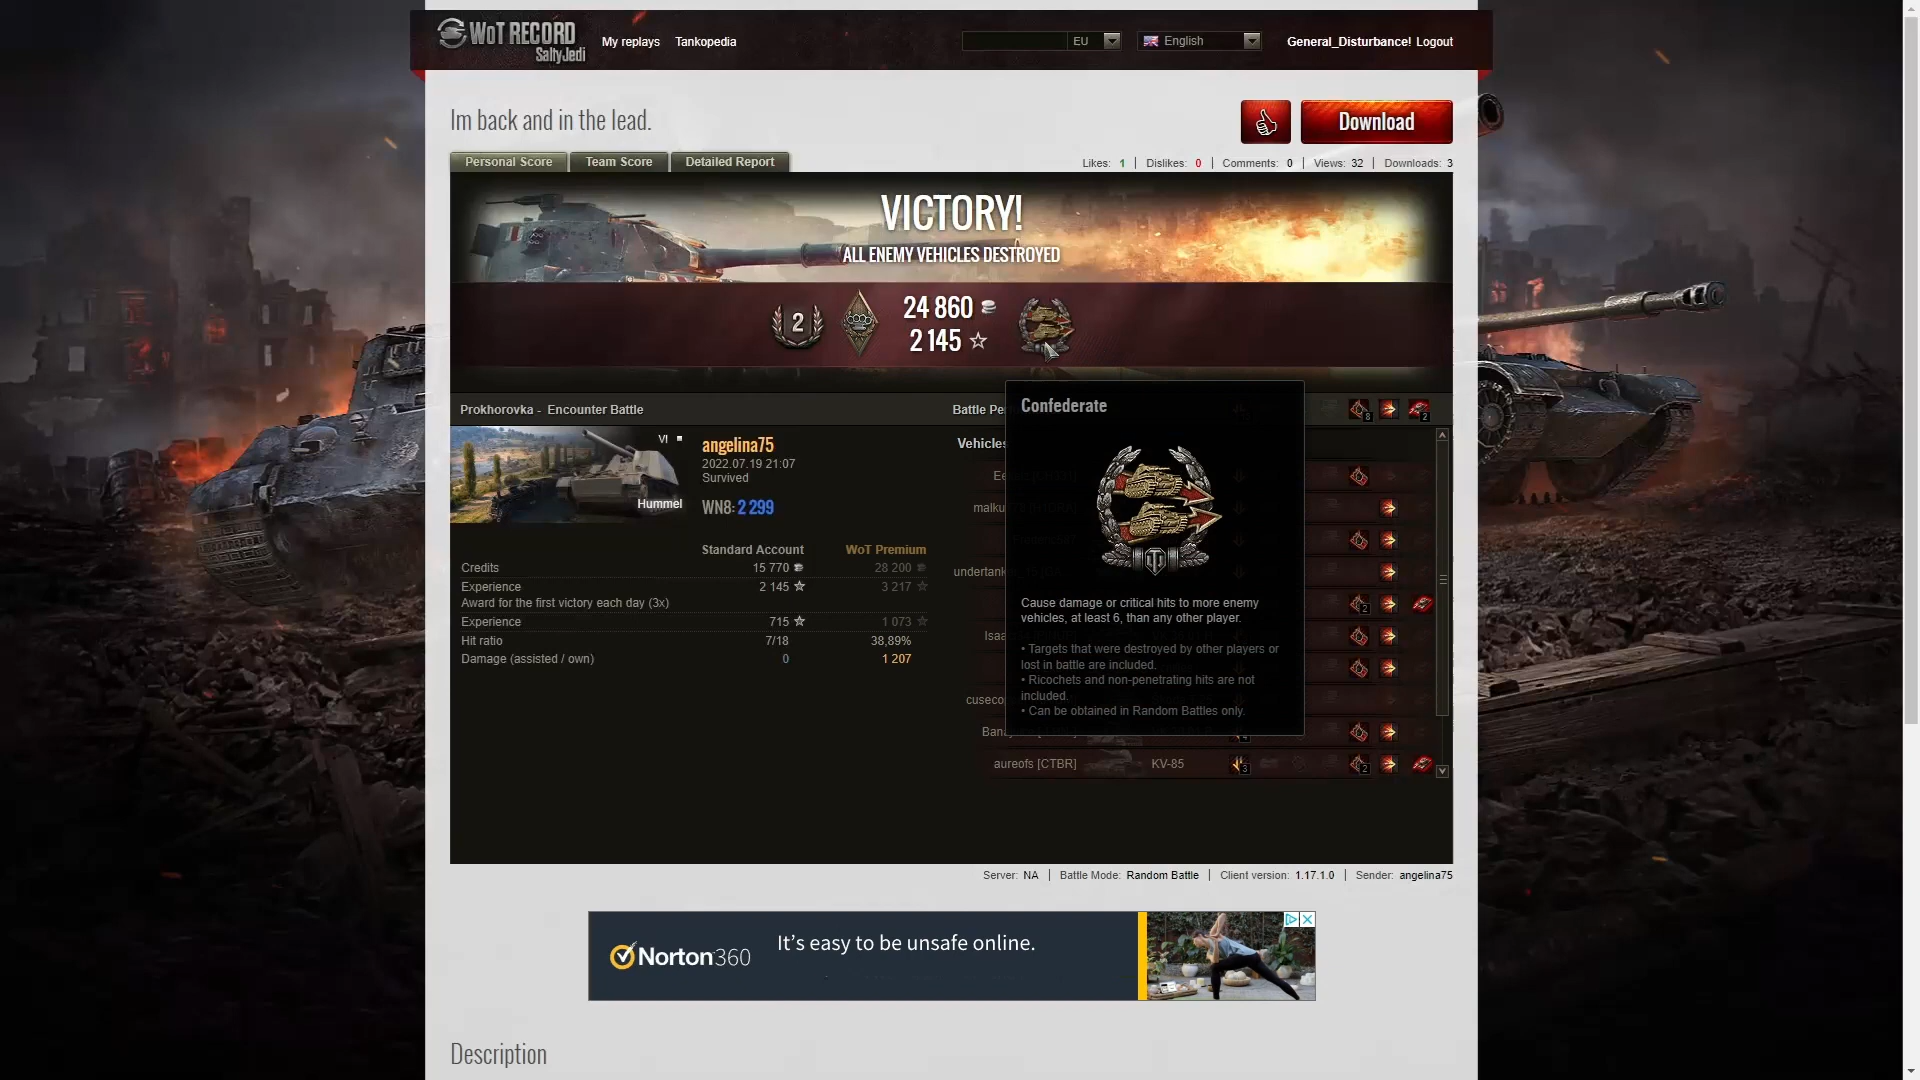 WoT RECORD
SaltyJedi
My replays
Tankopedia
EU
English
General_Disturbance! Logout
Im back and in the lead.
Download
Personal Score
Team Score
Detailed Report
Likes: 1 | Dislikes: 0 | Comments: 0 | Views: 32 | Downloads: 3
VICTORY!
ALL ENEMY VEHICLES DESTROYED
2
24 860
2 145
Prokhorovka - Encounter Battle
8
2
VI
Hummel
angelina75
2022.07.19 21:07
Survived
WN8: 2 299
Standard Account WoT Premium
Credits 15 770 28 200
Experience 2 145 3 217
Award for the first victory each day (3x)
Experience 715 1 073
Hit ratio 7/18 38,89%
Damage (assisted / own) 0 1 207
Confederate
Cause damage or critical hits to more enemy
vehicles, at least 6, than any other player.
• Targets that were destroyed by other players or
lost in battle are included.
• Ricochets and non-penetrating hits are not
included.
• Can be obtained in Random Battles only.
Battle
2
aureofs [CTBR] KV-85 3 2
Server: NA | Battle Mode: Random Battle | Client version: 1.17.1.0 | Sender: angelina75
Norton360
It’s easy to be unsafe online.
Description